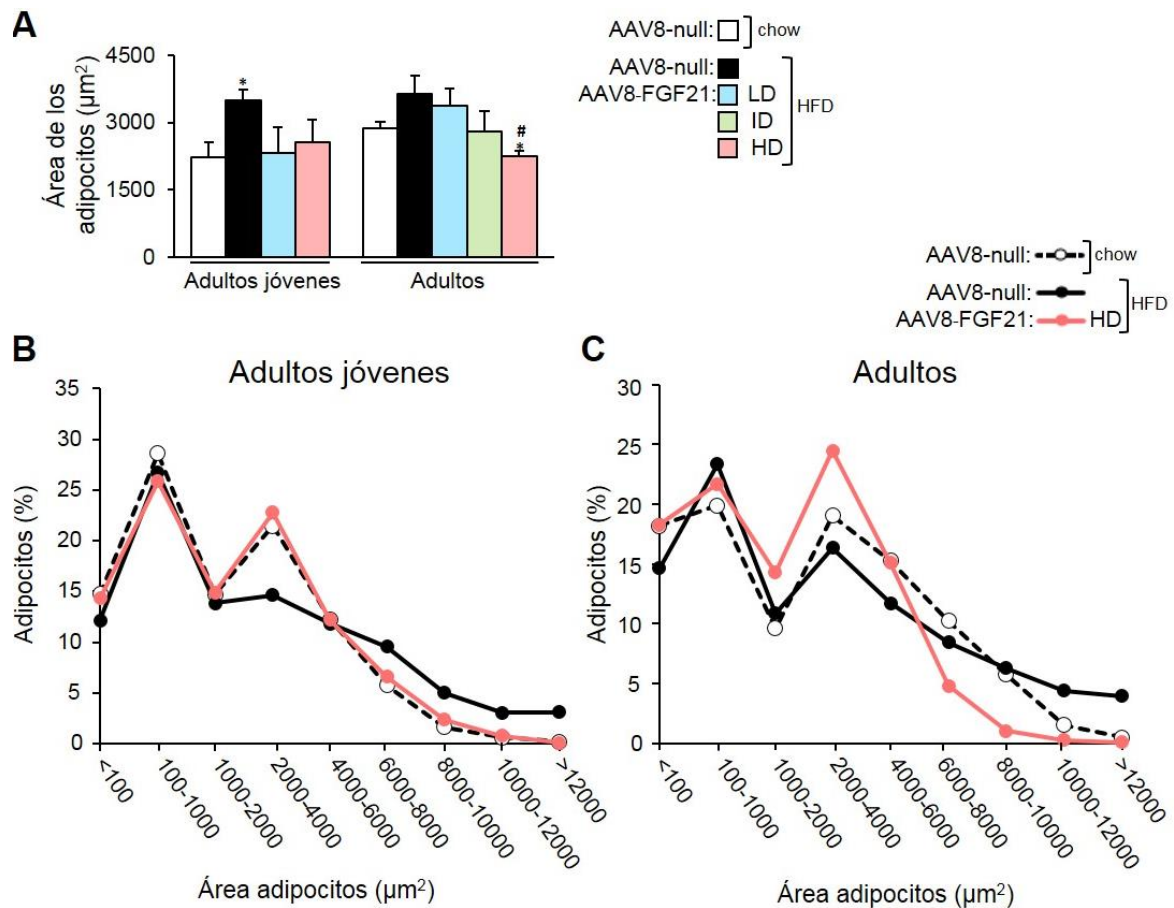 A
Área de los
adipocitos (µm²)
4500
3000
1500
0
*
#
*
Adultos jóvenes
Adultos
AAV8-null: chow
AAV8-null:
AAV8-FGF21: LD
ID
HD
HFD
AAV8-null: chow
AAV8-null:
AAV8-FGF21: HD
HFD
B
Adultos jóvenes
Adipocitos (%)
35
30
25
20
15
10
5
0
<100
100-1000
1000-2000
2000-4000
4000-6000
6000-8000
8000-10000
10000-12000
>12000
Área adipocitos (µm²)
C
Adultos
Adipocitos (%)
30
25
20
15
10
5
0
<100
100-1000
1000-2000
2000-4000
4000-6000
6000-8000
8000-10000
10000-12000
>12000
Área adipocitos (µm²)